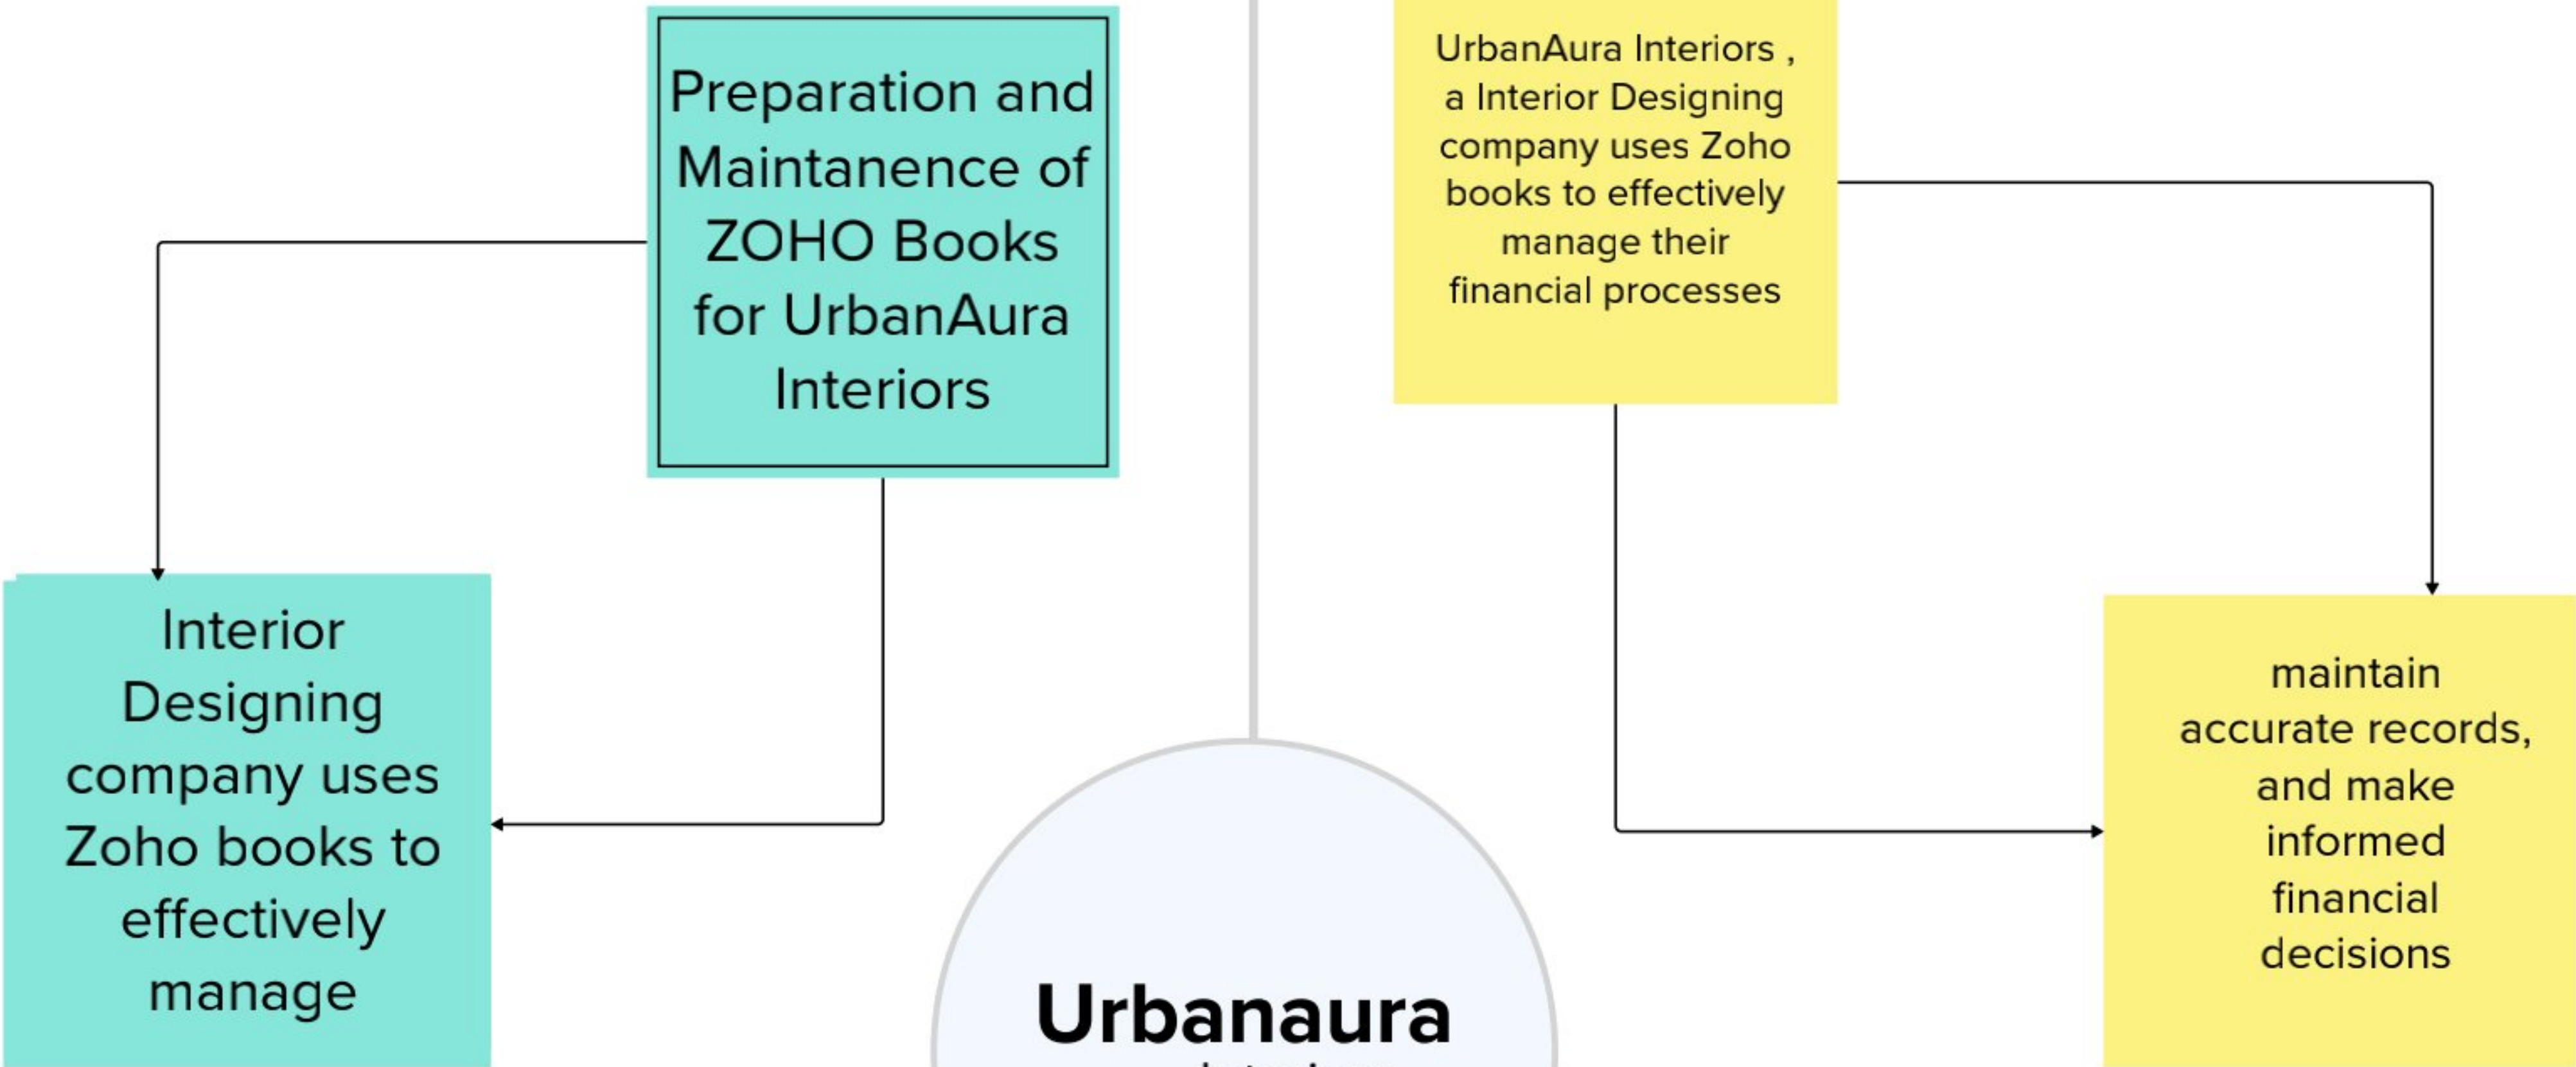 Preparation and
Maintanence of
ZOHO Books
for UrbanAura
Interiors
Interior
Designing
company uses
Zoho books to
effectively
manage
UrbanAura Interiors ,
a Interior Designing
company uses Zoho
books to effectively
manage their
financial processes
maintain
accurate records,
and make
informed
financial
decisions
Urbanaura